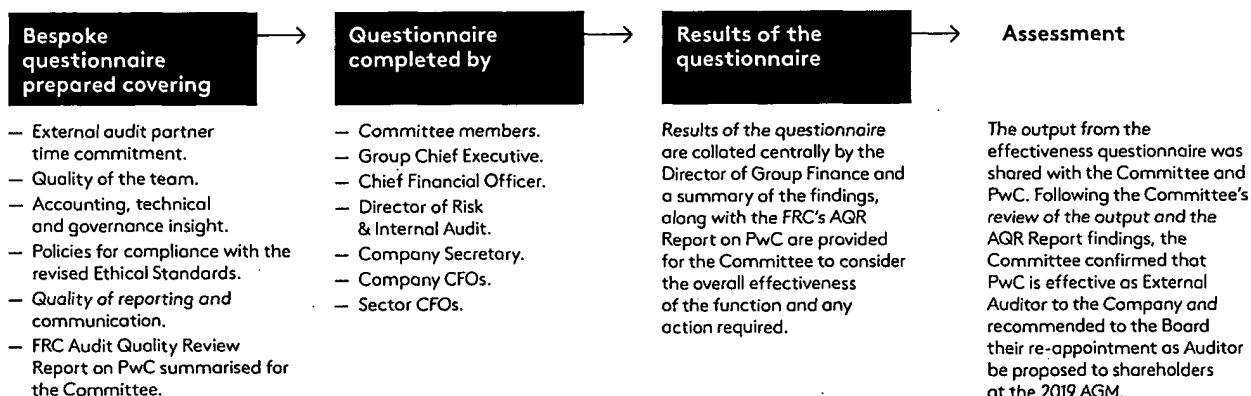 Bespoke
questionnaire
prepared covering
— External audit partner
time commitment.
— Quality of the team.
— Accounting, technical
and governance insight.
— Policies for compliance with the
revised Ethical Standards.
— Quality of reporting and
communication.
— FRC Audit Quality Review
Report on PwC summarised for
the Committee.
Questionnaire
completed by
— Committee members.
— Group Chief Executive.
— Chief Financial Officer.
— Director of Risk
& Internal Audit.
— Company Secretary.
— Company CFOs.
— Sector CFOs.
Results of the
questionnaire
Results of the questionnaire
are collated centrally by the
Director of Group Finance and
a summary of the findings,
along with the FRC's AQR
Report on PwC are provided
for the Committee to consider
the overall effectiveness
of the function and any
action required.
Assessment
The output from the
effectiveness questionnaire was
shared with the Committee and
PwC. Following the Committee's
review of the output and the
AQR Report findings, the
Committee confirmed that
PwC is effective as External
Auditor to the Company and
recommended to the Board
their re-appointment as Auditor
be proposed to shareholders
at the 2019 AGM.